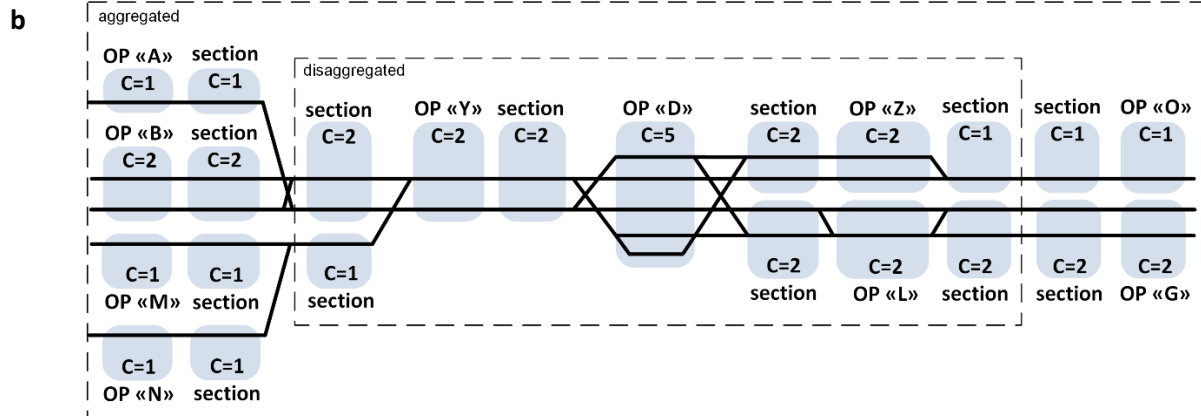 b
aggregated
OP «A» section
C=1 C=1
disaggregated
OP «B» section
C=2 C=2
section OP «Y» section OP «D» section OP «Z» section section OP «O»
C=2 C=2 C=2 C=5 C=2 C=2 C=1 C=1 C=1
C=1 C=1 C=1 C=2 C=2 C=2 C=2 C=2
OP «M» section section section OP «L» section section OP «G»
C=1 C=1
OP «N» section